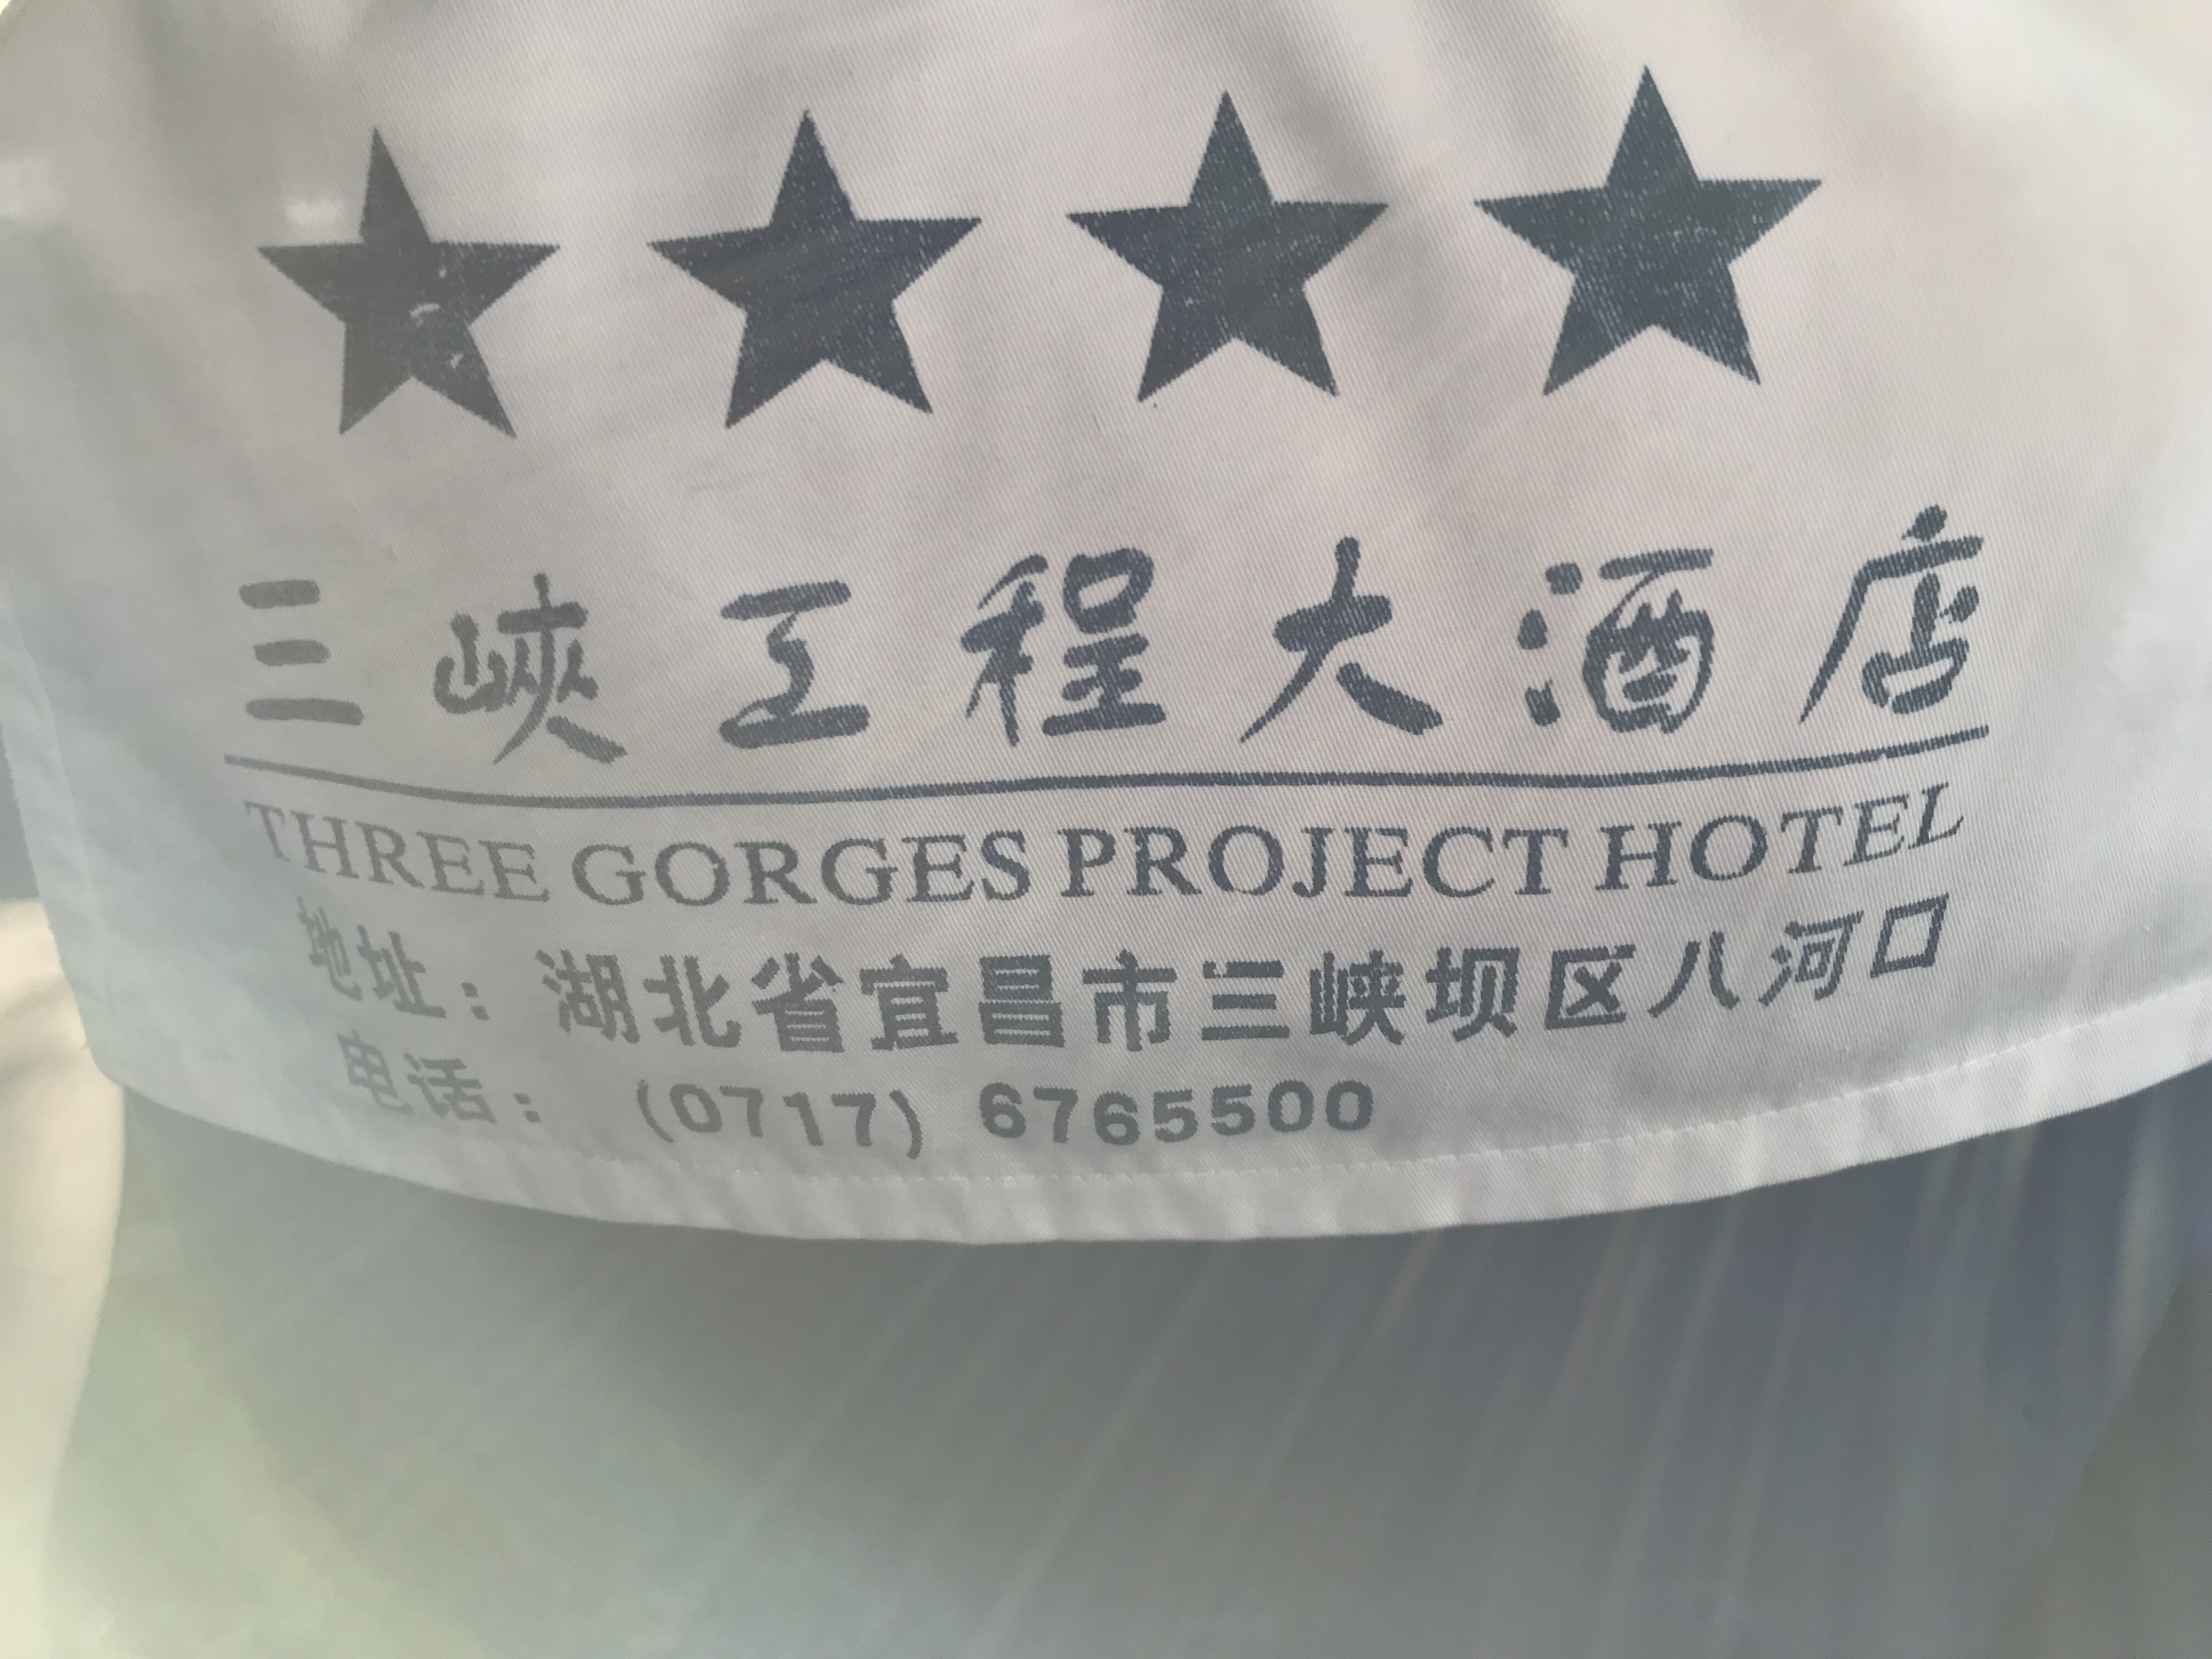 三峽工程大酒店
THREE GORGES PROJECT HOTEL
地址：湖北省宜昌市三峡坝区八河口
电话：(0717) 6765500